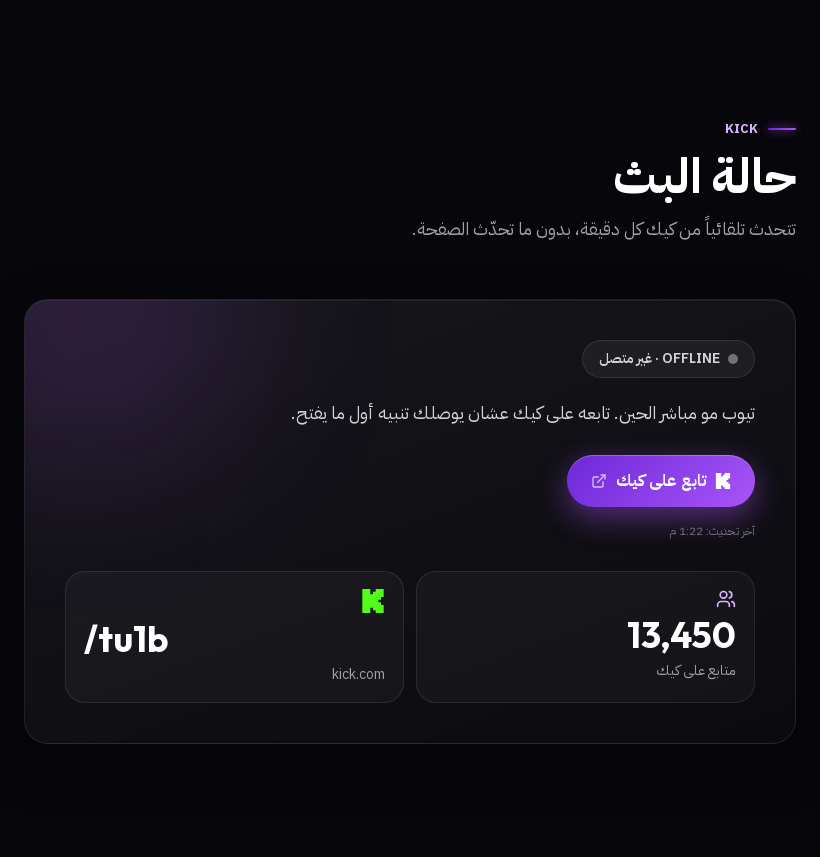 KICK
حالة البث
تتحدث تلقائياً من كيك كل دقيقة، بدون ما تحدّث الصفحة.
OFFLINE · غير متصل
تيوب مو مباشر الحين. تابعه على كيك عشان يوصلك تنبيه أول ما يفتح.
تابع على كيك
آخر تحديث: 1:22 م
13,450
متابع على كيك
/tu1b
kick.com